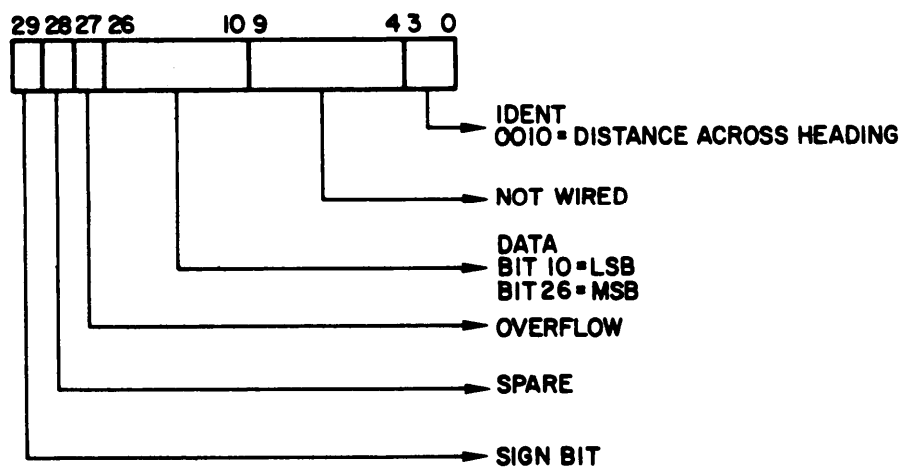 29 28 27 26 10 9 4 3 0
IDENT
0010 = DISTANCE ACROSS HEADING
NOT WIRED
DATA
BIT 10 = LSB
BIT 26 = MSB
OVERFLOW
SPARE
SIGN BIT